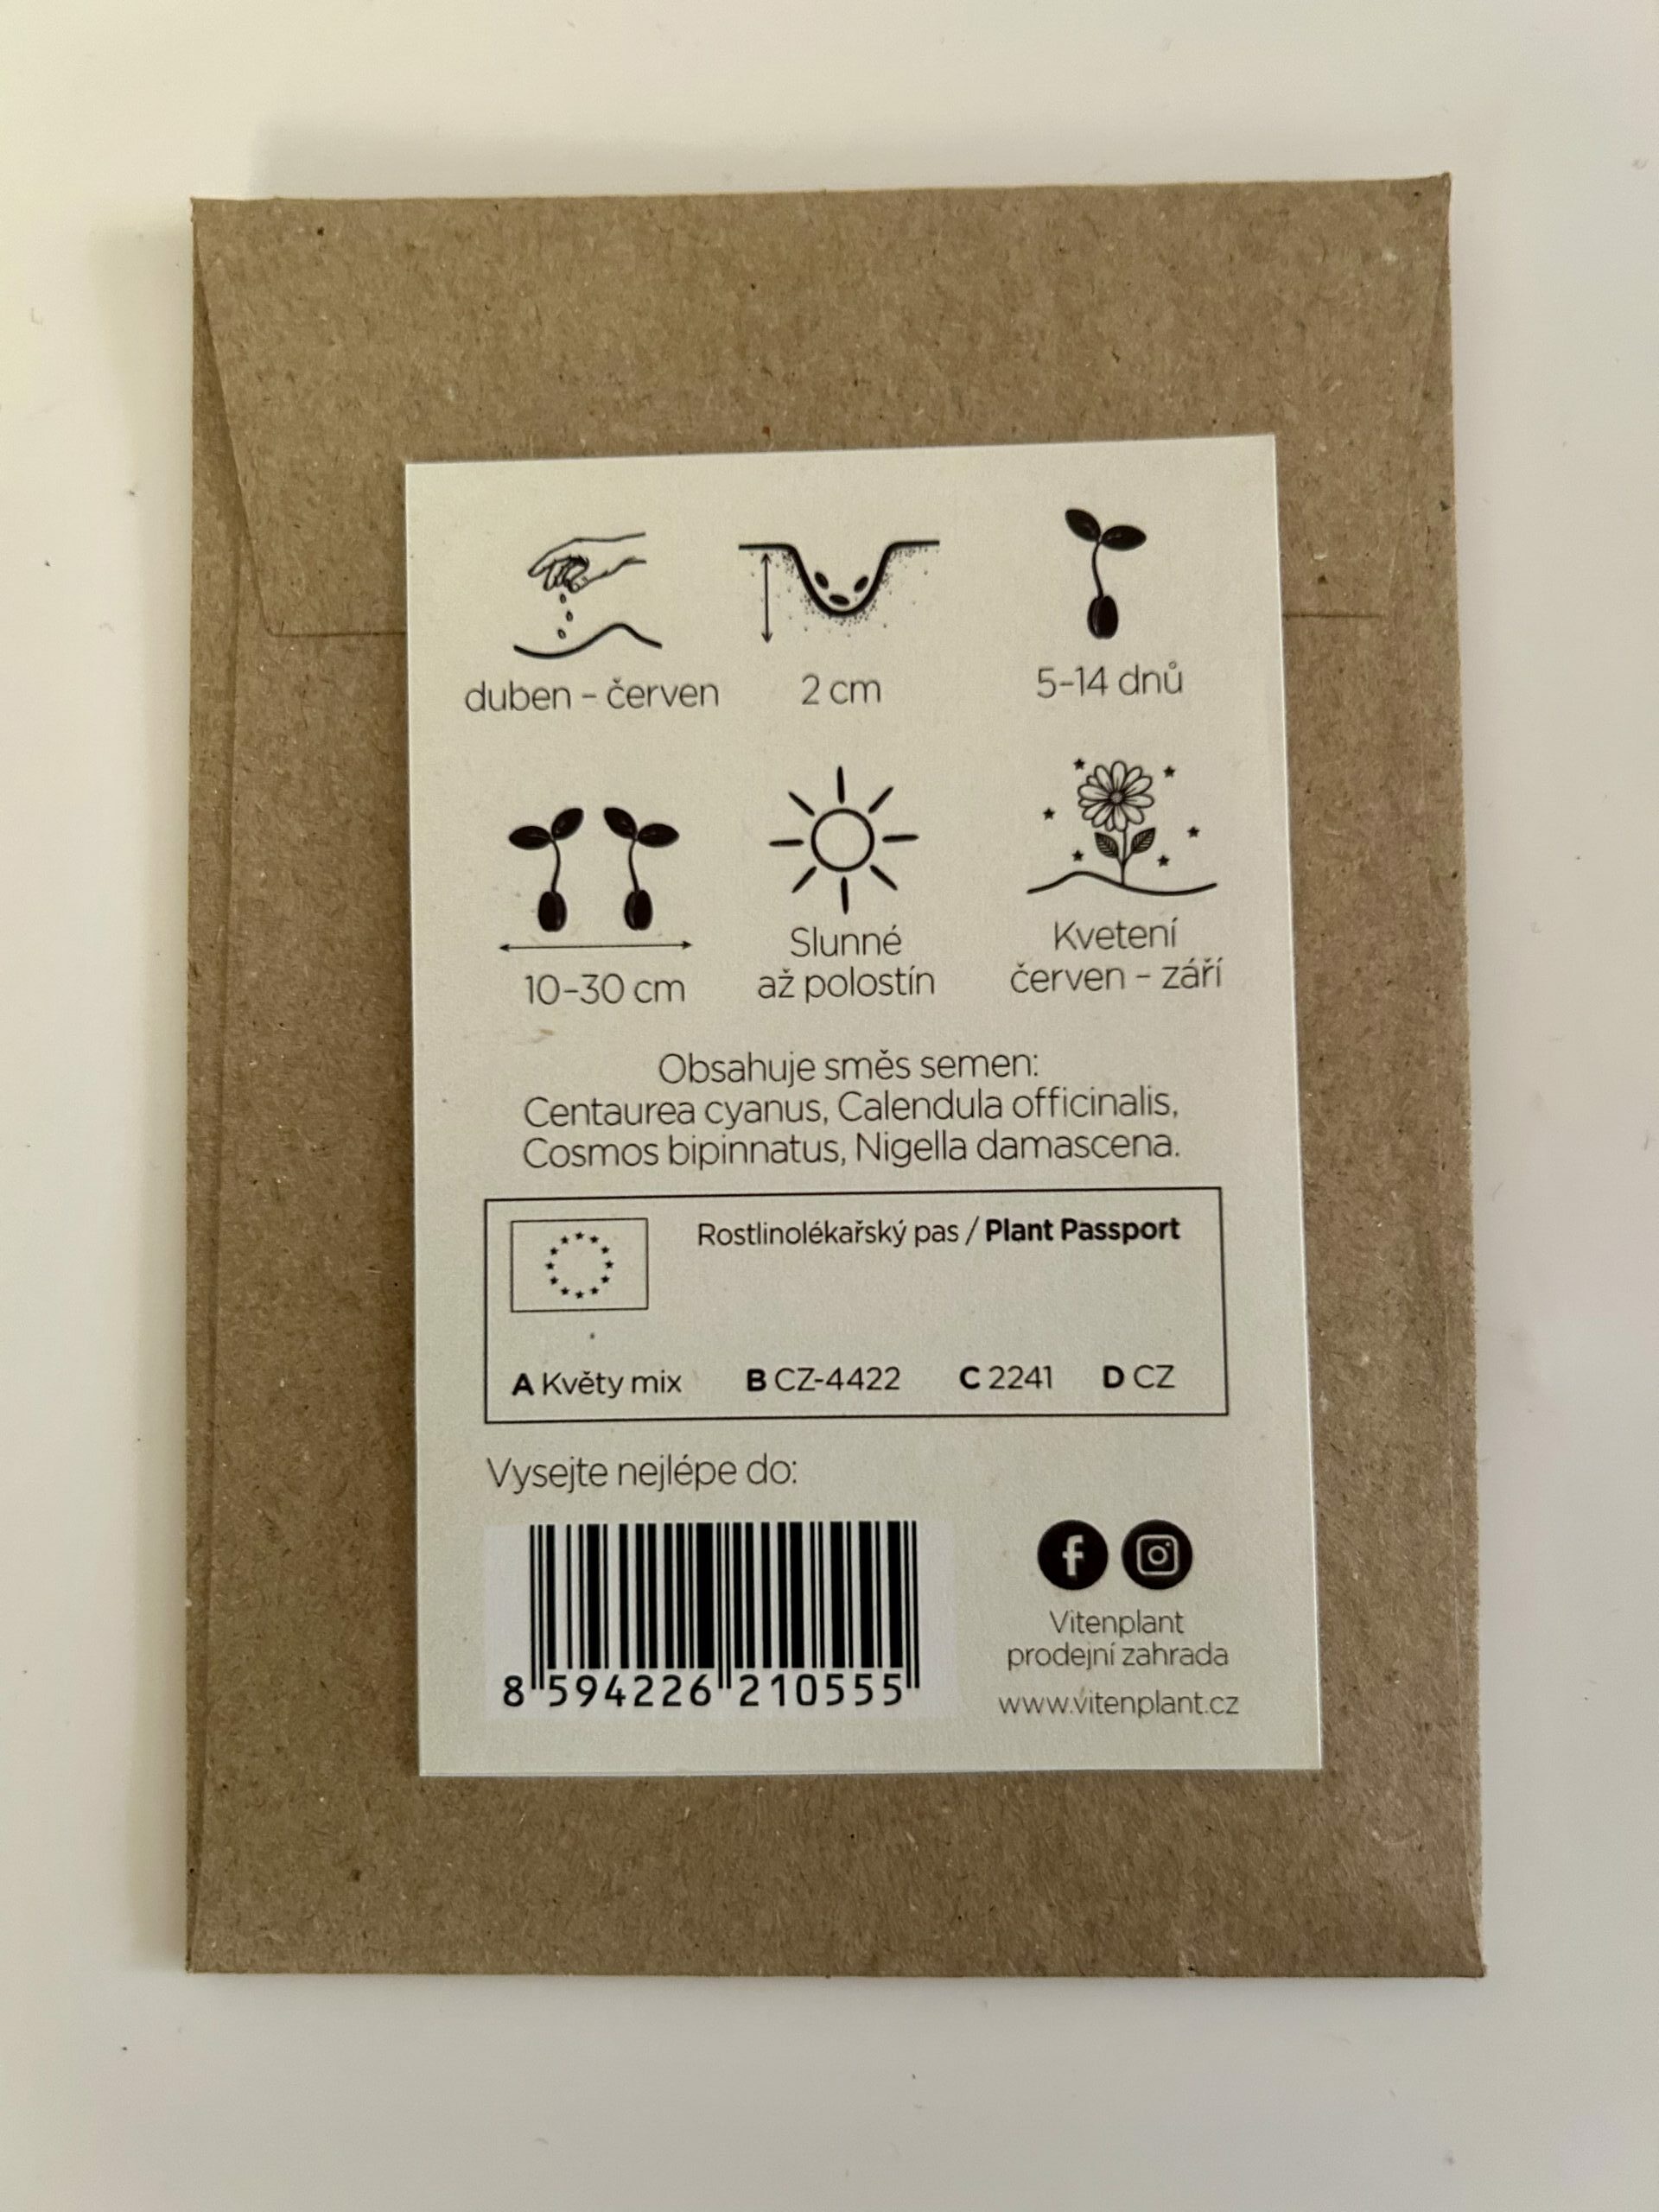 duben – červen
2 cm
5–14 dnů
10–30 cm
Slunné
až polostín
Kvetení
červen – září
Obsahuje směs semen:
Centaurea cyanus, Calendula officinalis,
Cosmos bipinnatus, Nigella damascena.
Rostlinolékařský pas / Plant Passport
A Květy mix B CZ-4422 C 2241 D CZ
Vysejte nejlépe do:
8 594226 210555
Vitenplant
prodejní zahrada
www.vitenplant.cz